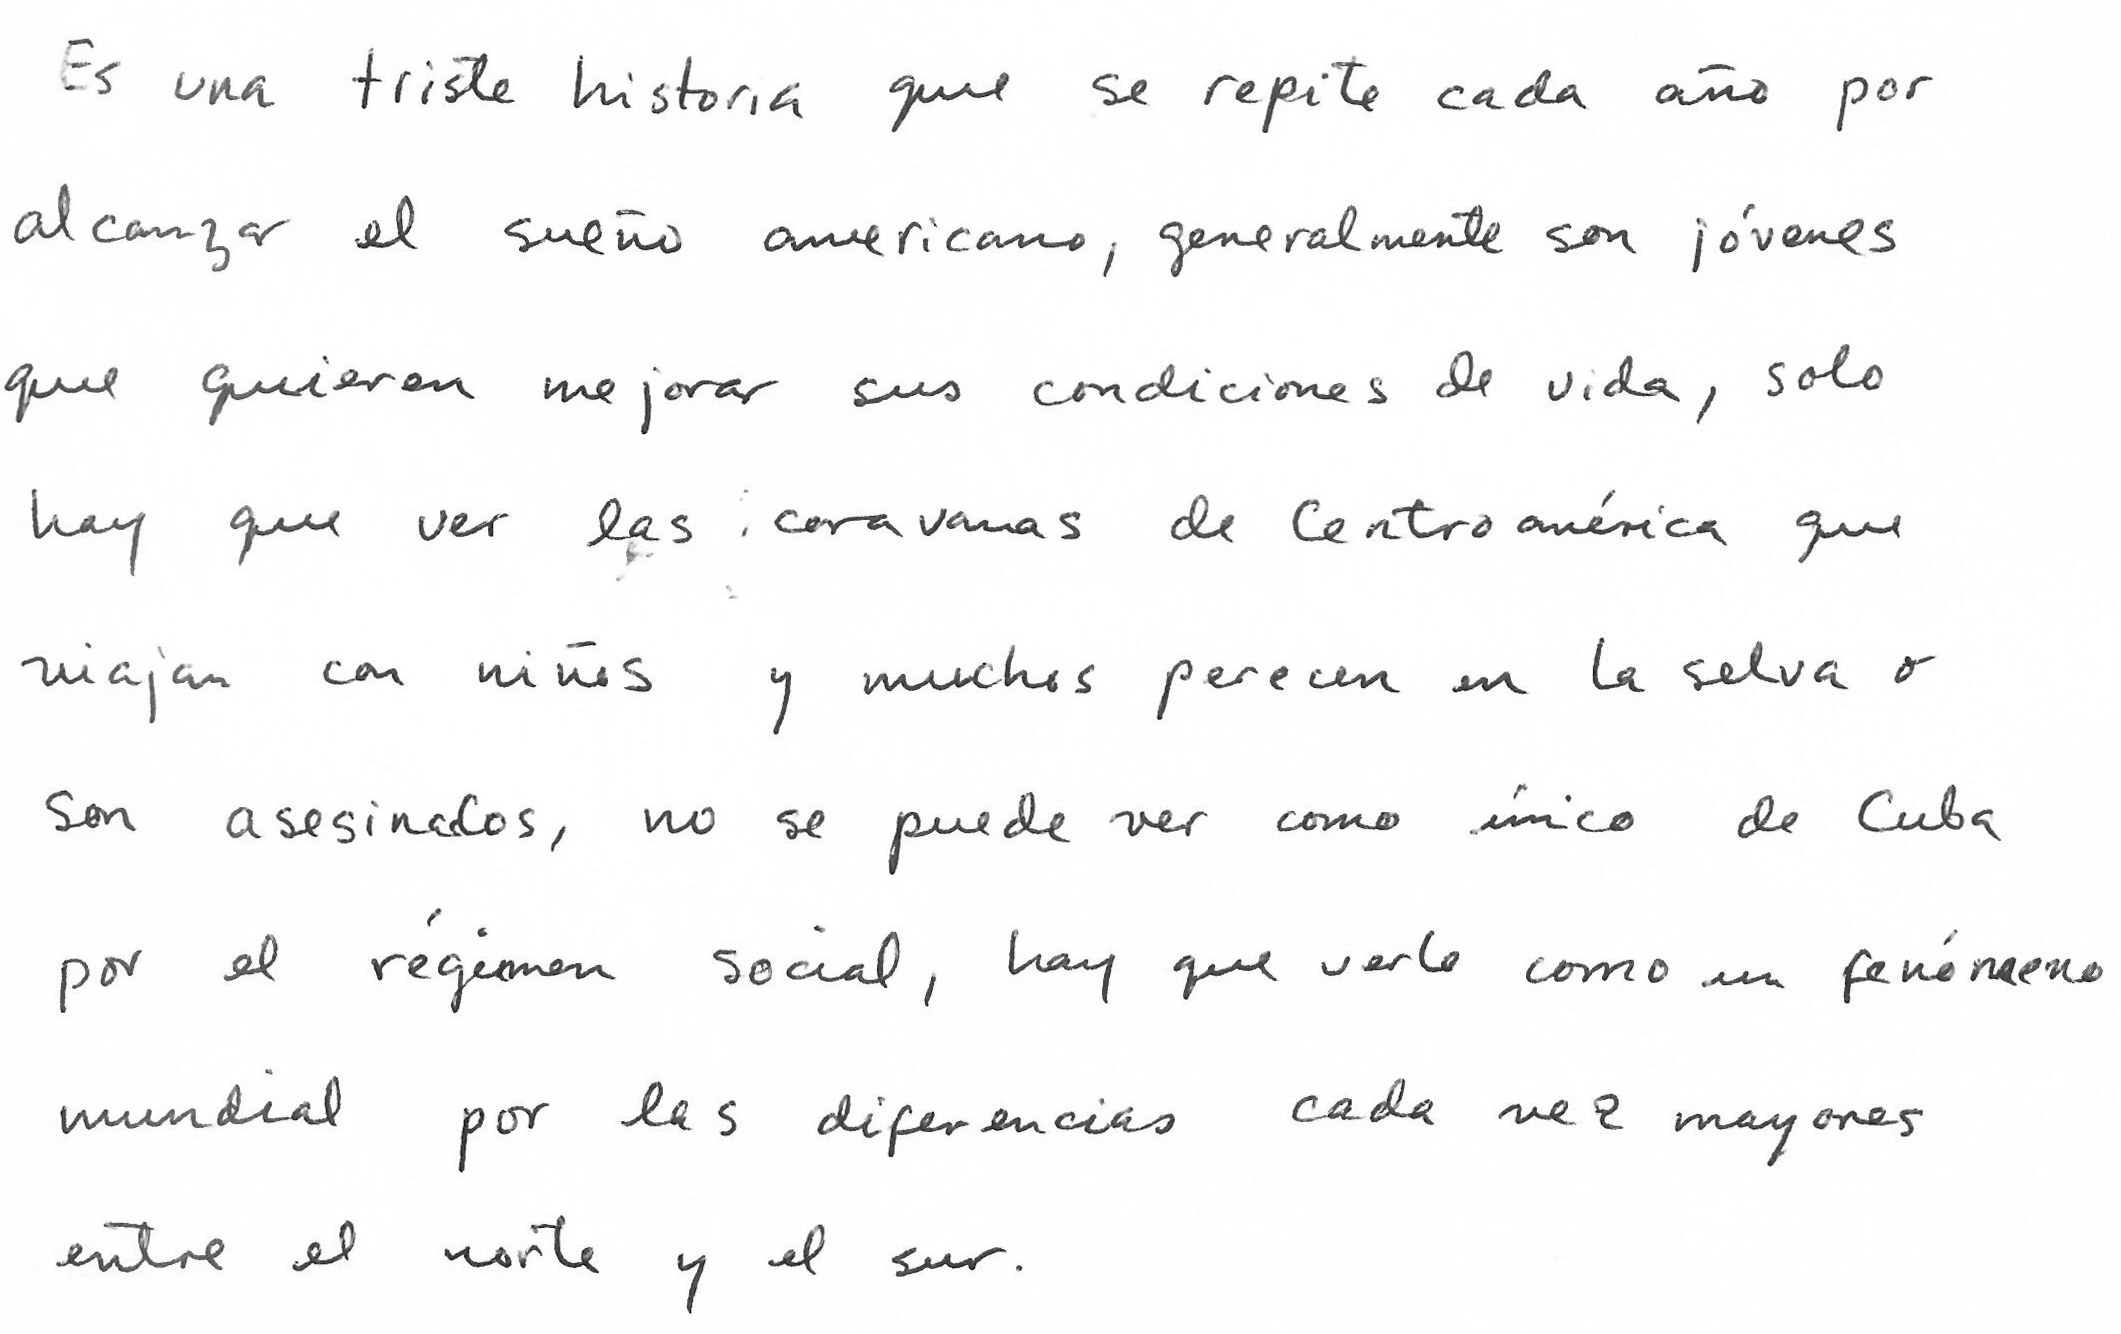 Es una triste historia que se repite cada año por
alcanzar el sueño americano, generalmente son jóvenes
que quieren mejorar sus condiciones de vida, solo
hay que ver las caravanas de Centroamérica que
viajan con niños y muchos perecen en la selva o
son asesinados, no se puede ver como único de Cuba
por el régimen social, hay que verlo como un fenómeno
mundial por las diferencias cada vez mayores
entre el norte y el sur.